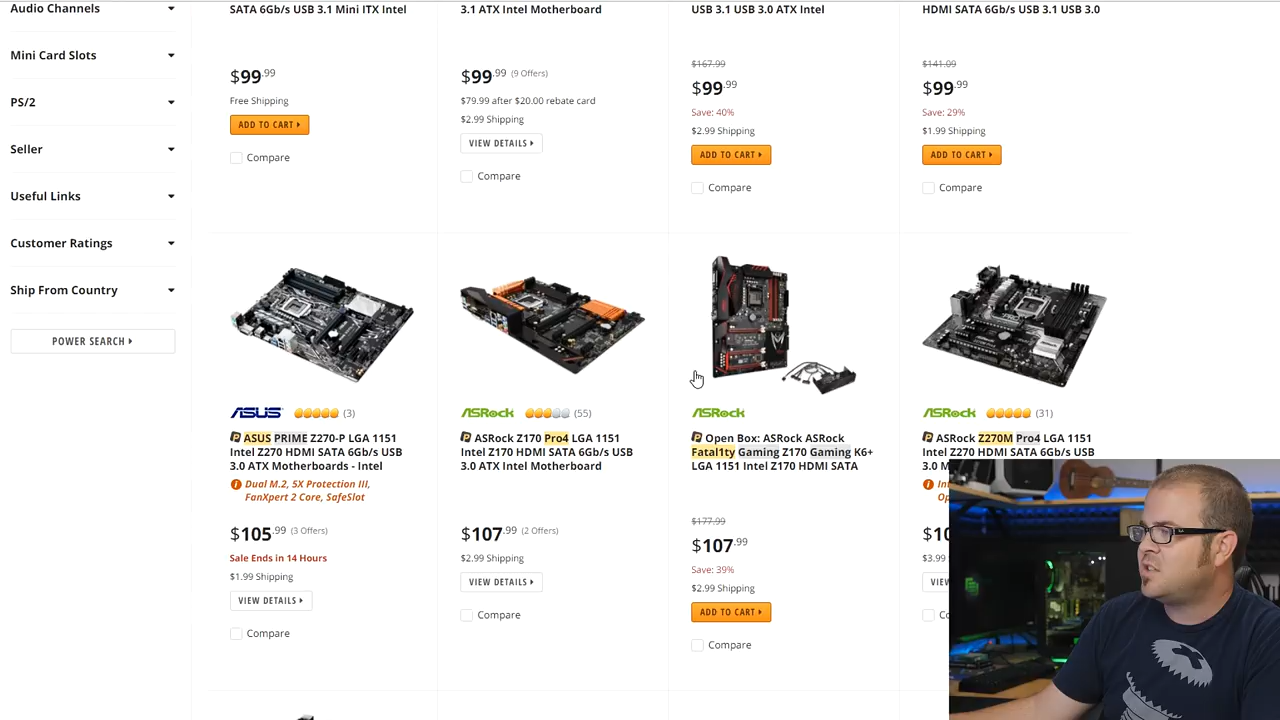 Audio Channels
Mini Card Slots
PS/2
Seller
Useful Links
Customer Ratings
Ship From Country
POWER SEARCH
SATA 6Gb/s USB 3.1 Mini ITX Intel
$99.99
Free Shipping
ADD TO CART
Compare
3.1 ATX Intel Motherboard
$99.99 (9 Offers)
$79.99 after $20.00 rebate card
$2.99 Shipping
VIEW DETAILS
Compare
USB 3.1 USB 3.0 ATX Intel
$167.99
$99.99
Save: 40%
$2.99 Shipping
ADD TO CART
Compare
HDMI SATA 6Gb/s USB 3.1 USB 3.0
$141.09
$99.99
Save: 29%
$1.99 Shipping
ADD TO CART
Compare
ASUS (3)
ASUS PRIME Z270-P LGA 1151
Intel Z270 HDMI SATA 6Gb/s USB
3.0 ATX Motherboards - Intel
Dual M.2, 5X Protection III,
FanXpert 2 Core, SafeSlot
$105.99 (3 Offers)
Sale Ends in 14 Hours
$1.99 Shipping
VIEW DETAILS
Compare
ASRock (55)
ASRock Z170 Pro4 LGA 1151
Intel Z170 HDMI SATA 6Gb/s USB
3.0 ATX Intel Motherboard
$107.99 (2 Offers)
$2.99 Shipping
VIEW DETAILS
Compare
ASRock
Open Box: ASRock ASRock
Fatal1ty Gaming Z170 Gaming K6+
LGA 1151 Intel Z170 HDMI SATA
$177.99
$107.99
Save: 39%
$2.99 Shipping
ADD TO CART
Compare
ASRock (31)
ASRock Z270M Pro4 LGA 1151
Intel Z270 HDMI SATA 6Gb/s USB
3.0 M
$10
$3.99